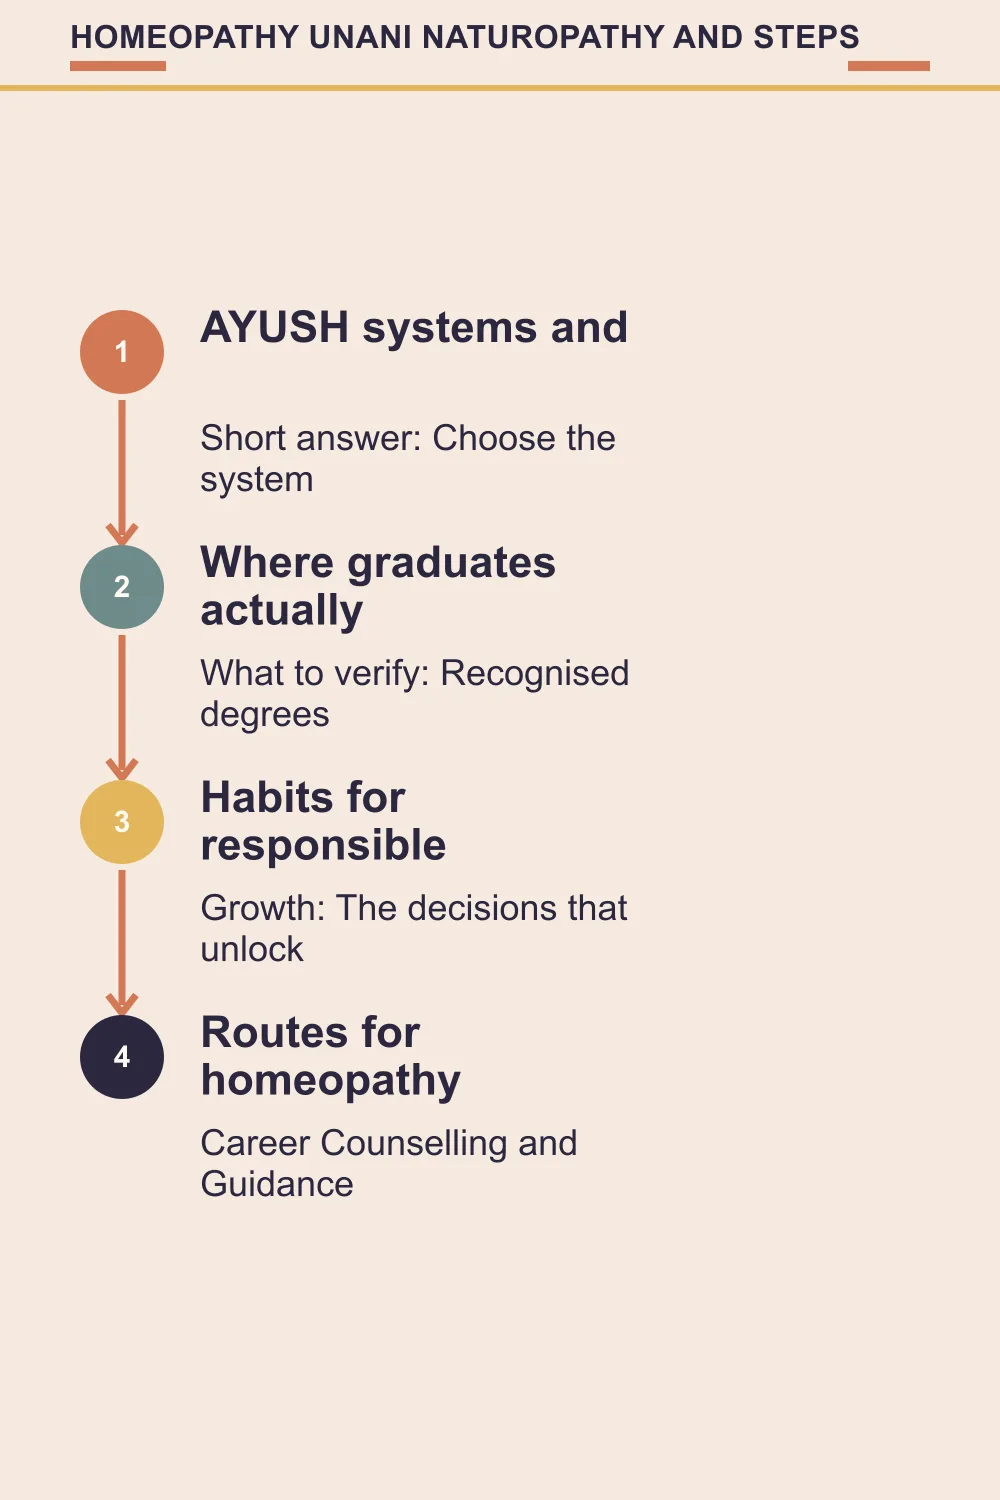 HOMEOPATHY UNANI NATUROPATHY AND STEPS
1
AYUSH systems and
Short answer: Choose the
system
2
Where graduates
actually
What to verify: Recognised
degrees
3
Habits for
responsible
Growth: The decisions that
unlock
4
Routes for
homeopathy
Career Counselling and
Guidance